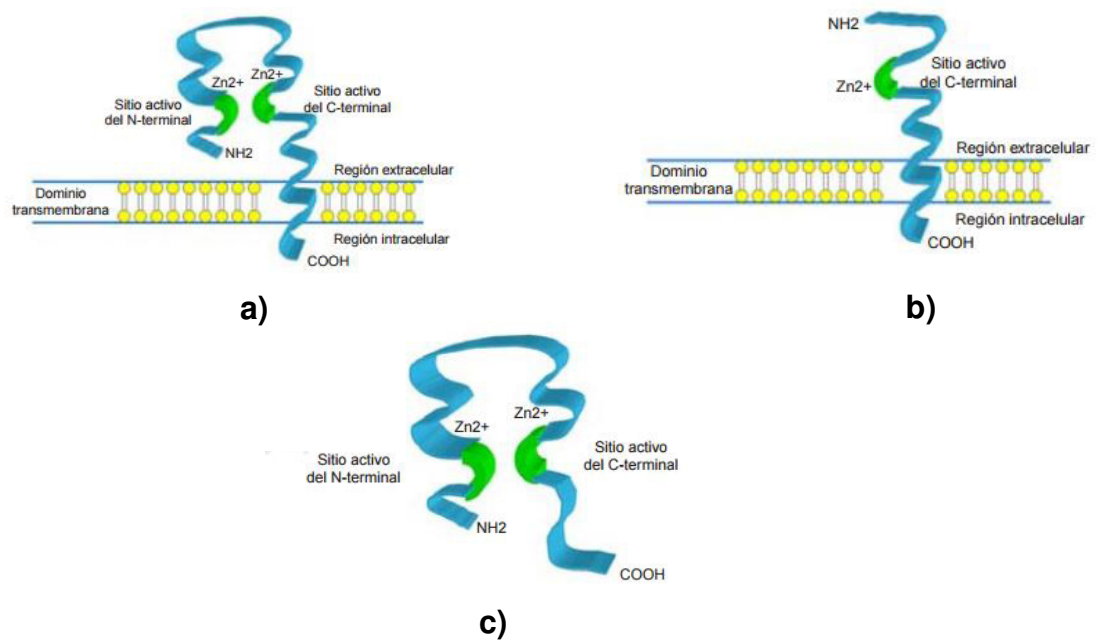 Zn2+
Zn2+
Sitio activo
del N-terminal
Sitio activo
del C-terminal
NH2
Región extracelular
Dominio
transmembrana
Región intracelular
COOH
a)
NH2
Sitio activo
del C-terminal
Zn2+
Región extracelular
Dominio
transmembrana
Región intracelular
COOH
b)
Zn2+
Zn2+
Sitio activo
del N-terminal
Sitio activo
del C-terminal
NH2
COOH
c)